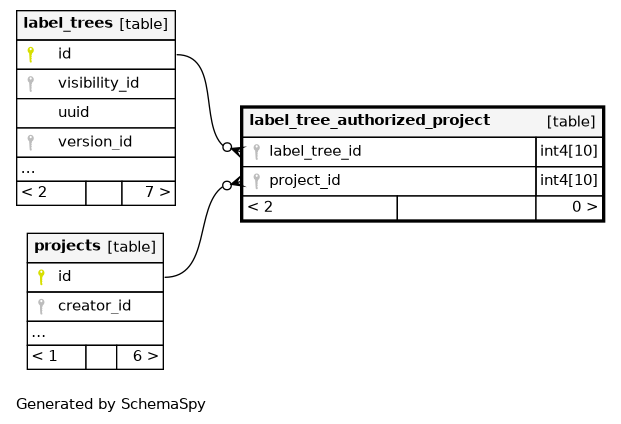 label_trees [table]
id
visibility_id
uuid
version_id
...
< 2 7 >
label_tree_authorized_project [table]
label_tree_id int4[10]
project_id int4[10]
< 2 0 >
projects [table]
id
creator_id
...
< 1 6 >
Generated by SchemaSpy